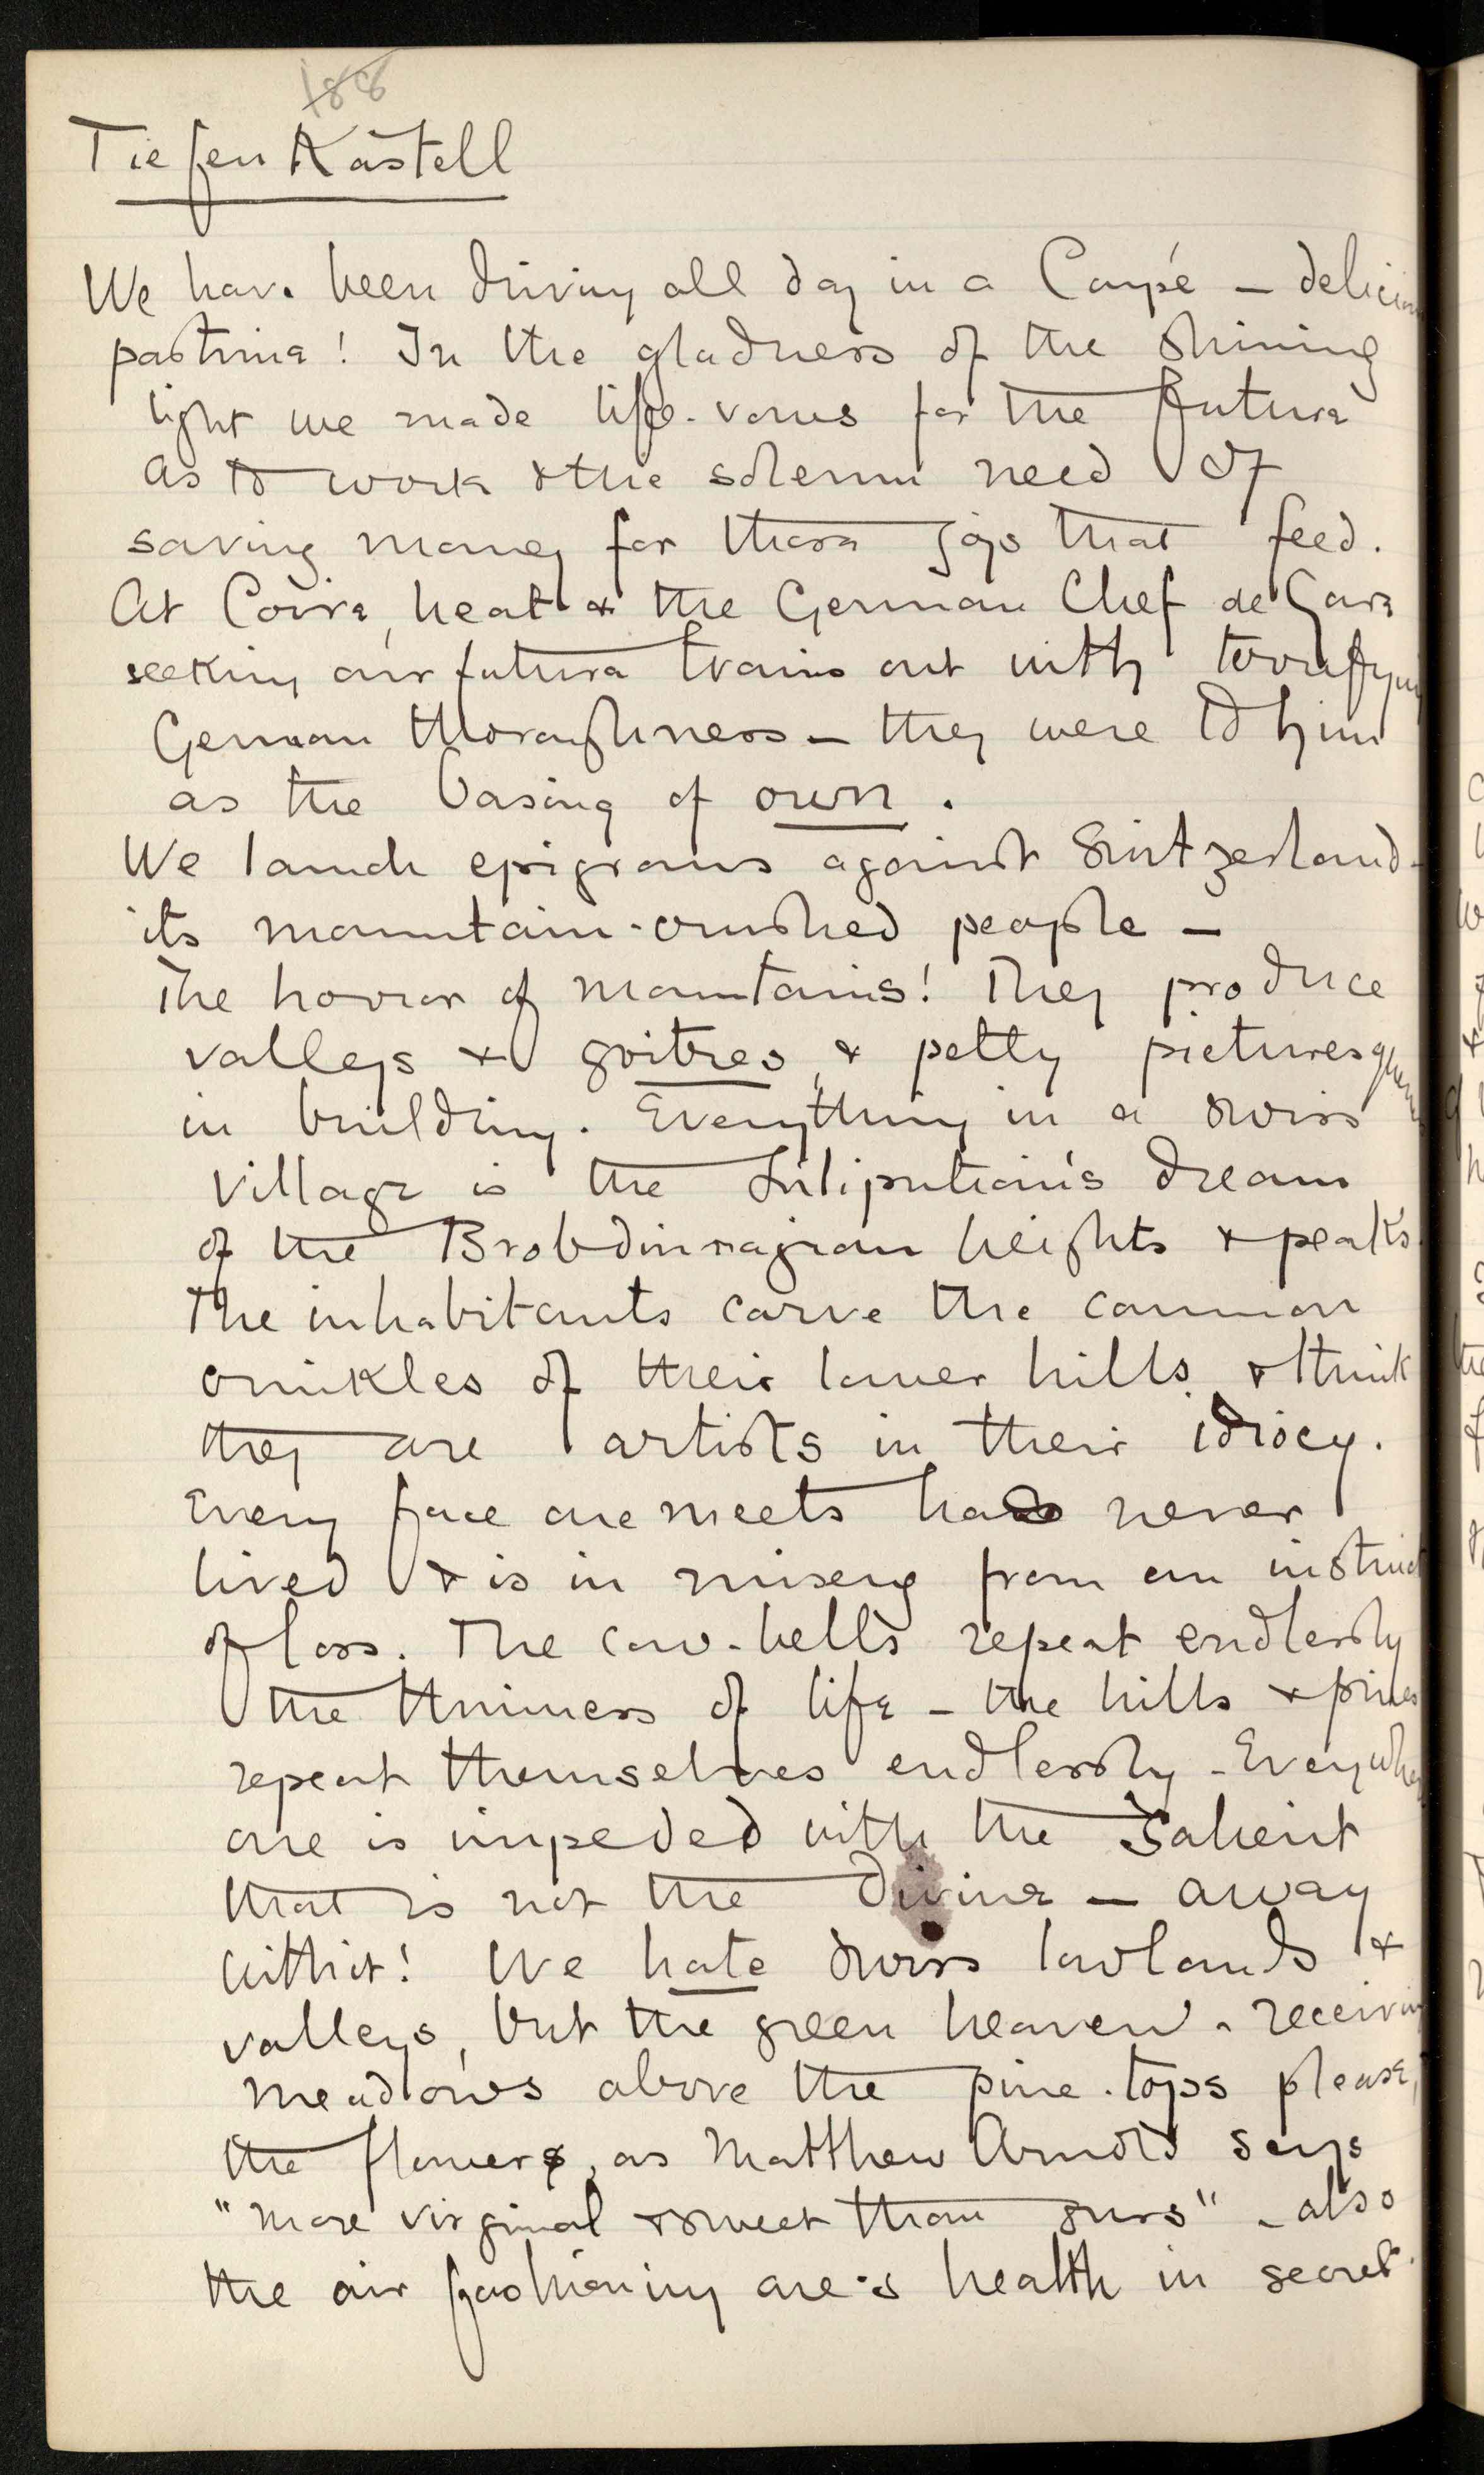 188
Tiefen Kastell
We have been driving all day in a Coupé — delicious
pastime! In the gladness of the shining
light we made life-vows for the future
as to work & the solemn need of
saving money for these joys that feed.
At Coire, heat & the German Chef de Gare
seeking our future trains out with terrifying
German thoroughness — they were to him
as the basing of own.
We launch epigrams against Switzerland —
its mountain-crushed people —
The horror of mountains! They produce
valleys & goitres, & petty picturesqueness
in building. Everything in a Swiss
village is the Liliputian's dream
of the Brobdinnagian heights & peaks.
The inhabitants carve the common
crinkles of their lower hills & think
they are artists in their idiocy.
Every face one meets has never
lived & is in misery from an instinct
of loss. The cow-bells repeat endlessly
the thinness of life — the hills & pines
repeat themselves endlessly — Everywhere
one is impeded with the Salient
that is not the divine — away
with it! We hate Swiss lowlands &
valleys, but the green heaven-receiving
meadows above the pine-tops please,
the flowers, as Matthew Arnold says
"more virginal & sweet than ours" — also
the air fashioning one's health in secret.